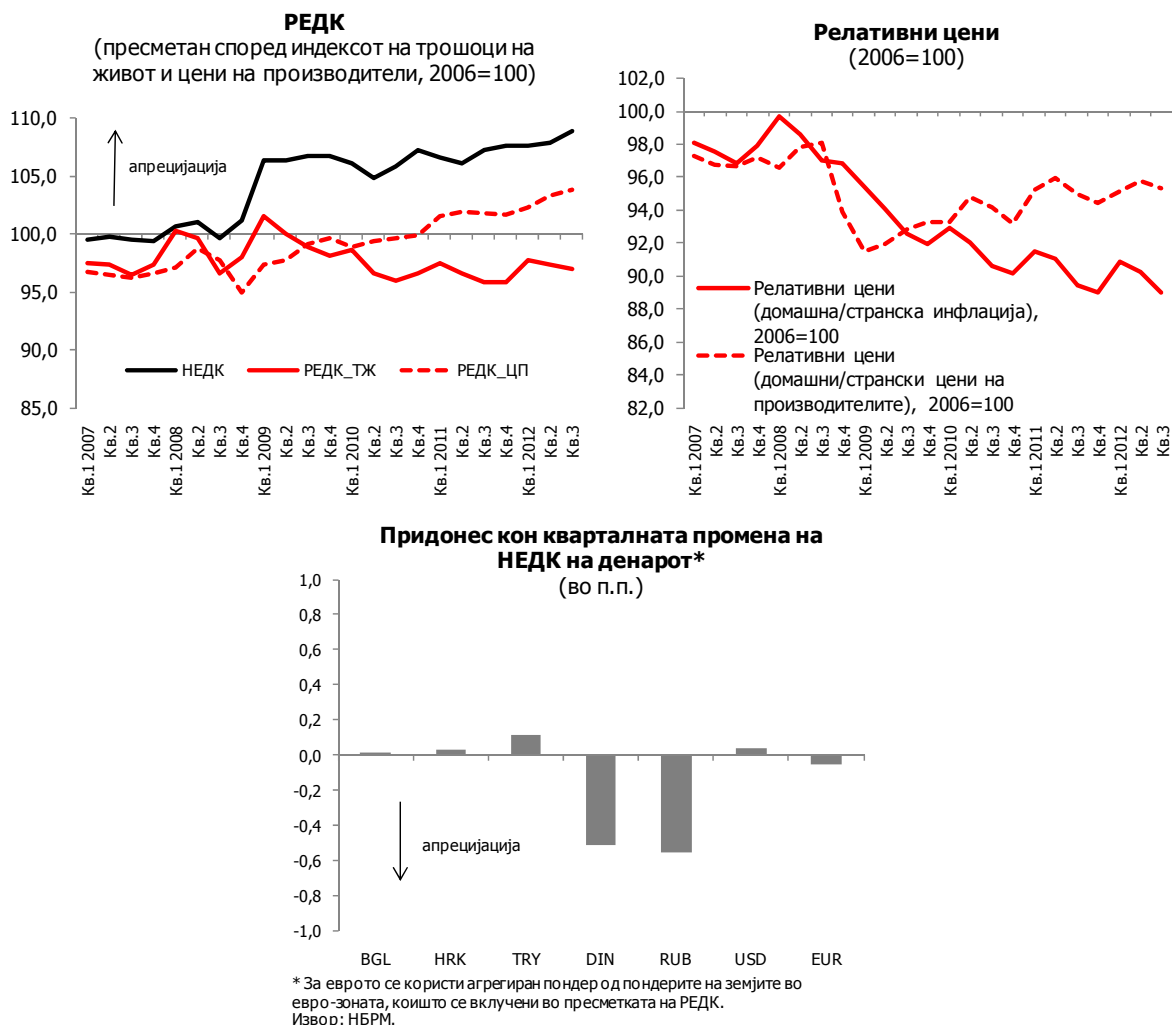 РЕДК
(пресметан според индексот на трошоци на
живот и цени на производители, 2006=100)
110,0
105,0
100,0
95,0
90,0
85,0
апрецијација
НЕДК
РЕДК_ТЖ
РЕДК_ЦП
Кв.1 2007
Кв.2
Кв.3
Кв.4
Кв.1 2008
Кв.2
Кв.3
Кв.4
Кв.1 2009
Кв.2
Кв.3
Кв.4
Кв.1 2010
Кв.2
Кв.3
Кв.4
Кв.1 2011
Кв.2
Кв.3
Кв.4
Кв.1 2012
Кв.2
Кв.3
Релативни цени
(2006=100)
102,0
100,0
98,0
96,0
94,0
92,0
90,0
88,0
86,0
84,0
82,0
Релативни цени
(домашна/странска инфлација),
2006=100
Релативни цени
(домашни/странски цени на
производителите), 2006=100
Кв.1 2007
Кв.2
Кв.3
Кв.4
Кв.1 2008
Кв.2
Кв.3
Кв.4
Кв.1 2009
Кв.2
Кв.3
Кв.4
Кв.1 2010
Кв.2
Кв.3
Кв.4
Кв.1 2011
Кв.2
Кв.3
Кв.4
Кв.1 2012
Кв.2
Кв.3
Придонес кон кварталната промена на
НЕДК на денарот*
(во п.п.)
1,0
0,8
0,6
0,4
0,2
0,0
-0,2
-0,4
-0,6
-0,8
-1,0
апрецијација
BGL HRK TRY DIN RUB USD EUR
* За еврото се користи агрегиран пондер од пондерите на земјите во
евро-зоната, коишто се вклучени во пресметката на РЕДК.
Извор: НБРМ.